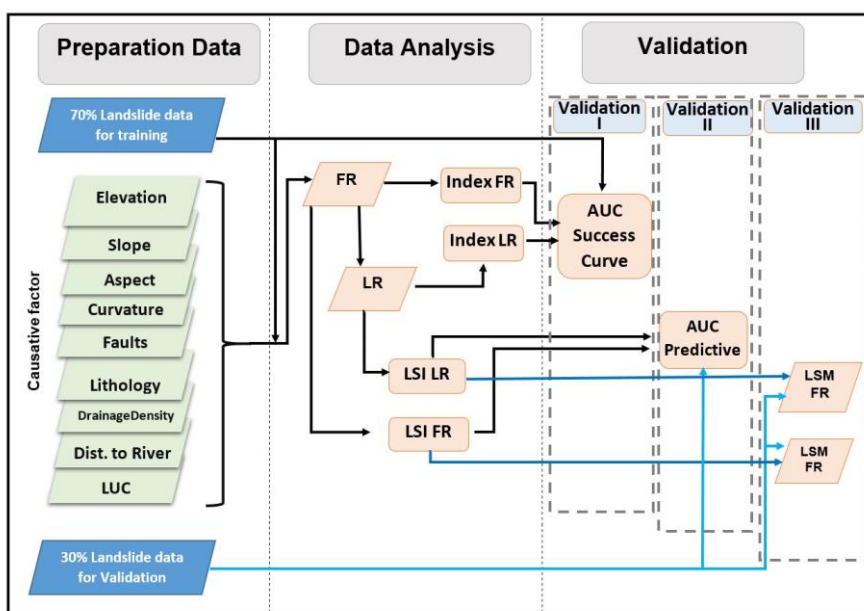 Preparation Data
Data Analysis
Validation
70% Landslide data
for training
Causative factor
Elevation
Slope
Aspect
Curvature
Faults
Lithology
DrainageDensity
Dist. to River
LUC
30% Landslide data
for Validation
FR
Index FR
Index LR
LR
LSI LR
LSI FR
Validation
I
Validation
II
Validation
III
AUC
Success
Curve
AUC
Predictive
LSM
FR
LSM
FR